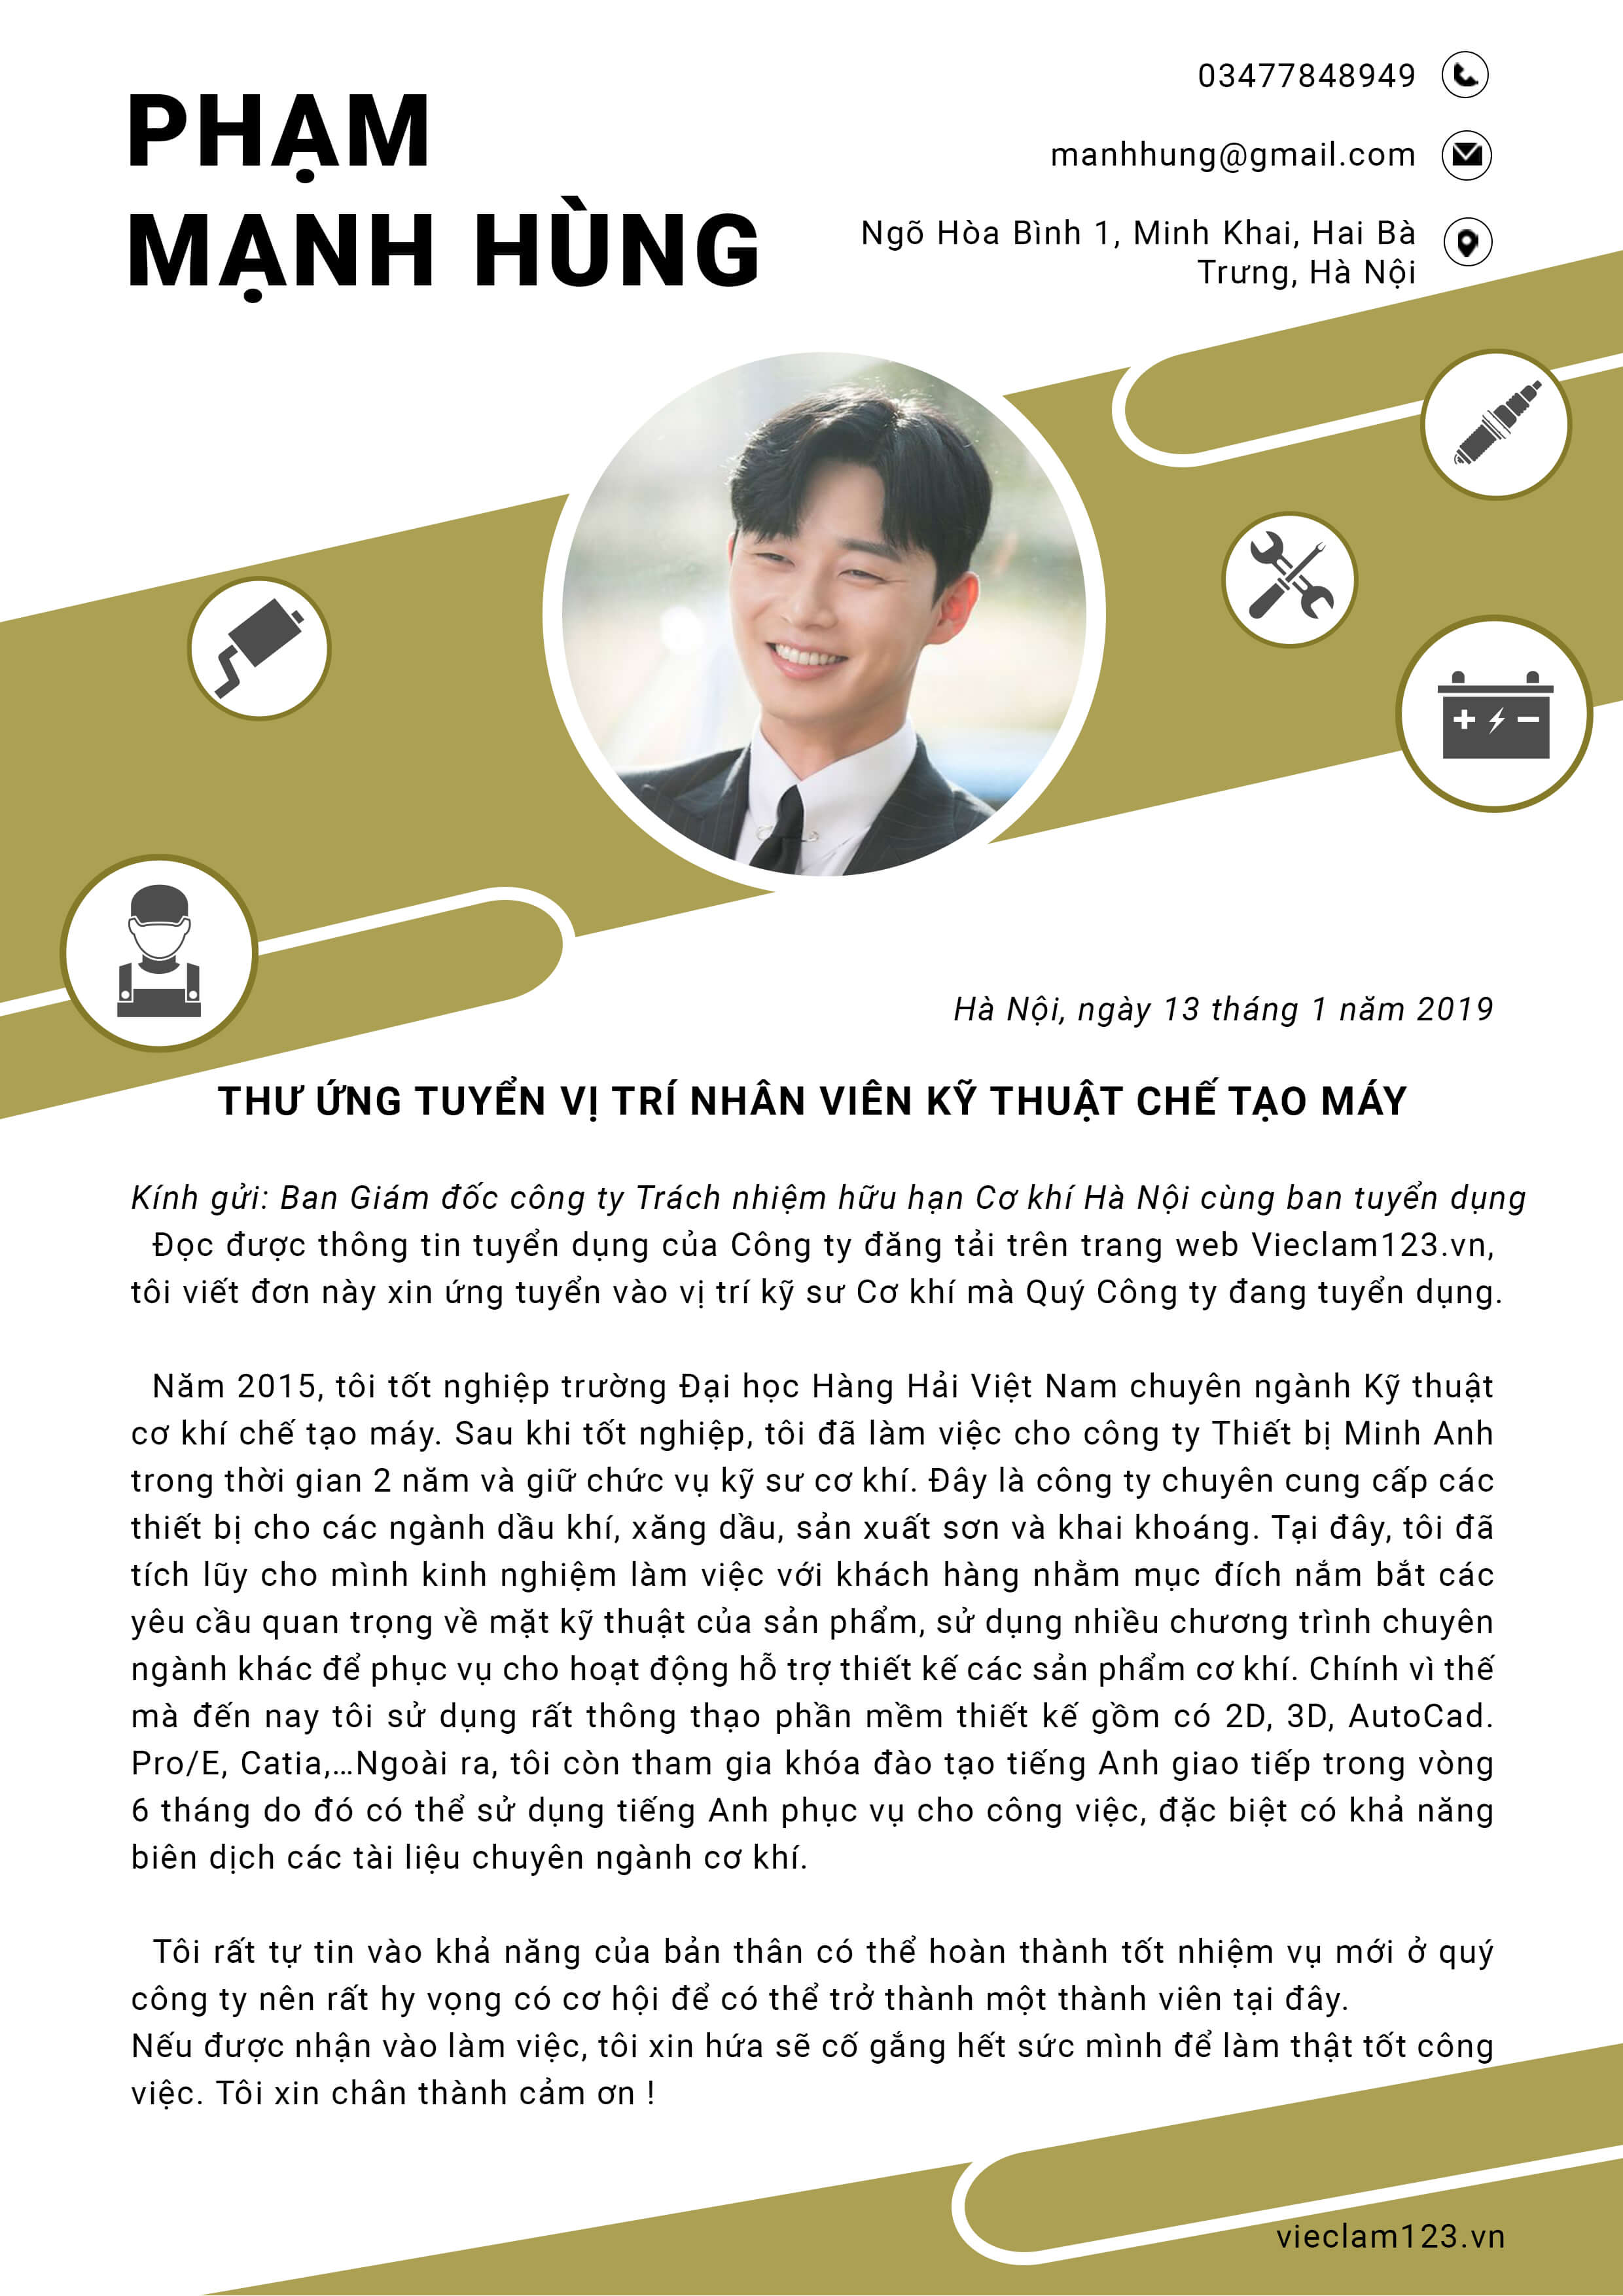 PHẠM
MẠNH HÙNG
03477848949
manhhung@gmail.com
Ngõ Hòa Bình 1, Minh Khai, Hai Bà
Trưng, Hà Nội
Hà Nội, ngày 13 tháng 1 năm 2019
THƯ ỨNG TUYỂN VỊ TRÍ NHÂN VIÊN KỸ THUẬT CHẾ TẠO MÁY
Kính gửi: Ban Giám đốc công ty Trách nhiệm hữu hạn Cơ khí Hà Nội cùng ban tuyển dụng
Đọc được thông tin tuyển dụng của Công ty đăng tải trên trang web Vieclam123.vn,
tôi viết đơn này xin ứng tuyển vào vị trí kỹ sư Cơ khí mà Quý Công ty đang tuyển dụng.
Năm 2015, tôi tốt nghiệp trường Đại học Hàng Hải Việt Nam chuyên ngành Kỹ thuật
cơ khí chế tạo máy. Sau khi tốt nghiệp, tôi đã làm việc cho công ty Thiết bị Minh Anh
trong thời gian 2 năm và giữ chức vụ kỹ sư cơ khí. Đây là công ty chuyên cung cấp các
thiết bị cho các ngành dầu khí, xăng dầu, sản xuất sơn và khai khoáng. Tại đây, tôi đã
tích lũy cho mình kinh nghiệm làm việc với khách hàng nhằm mục đích nắm bắt các
yêu cầu quan trọng về mặt kỹ thuật của sản phẩm, sử dụng nhiều chương trình chuyên
ngành khác để phục vụ cho hoạt động hỗ trợ thiết kế các sản phẩm cơ khí. Chính vì thế
mà đến nay tôi sử dụng rất thông thạo phần mềm thiết kế gồm có 2D, 3D, AutoCad.
Pro/E, Catia,...Ngoài ra, tôi còn tham gia khóa đào tạo tiếng Anh giao tiếp trong vòng
6 tháng do đó có thể sử dụng tiếng Anh phục vụ cho công việc, đặc biệt có khả năng
biên dịch các tài liệu chuyên ngành cơ khí.
Tôi rất tự tin vào khả năng của bản thân có thể hoàn thành tốt nhiệm vụ mới ở quý
công ty nên rất hy vọng có cơ hội để có thể trở thành một thành viên tại đây.
Nếu được nhận vào làm việc, tôi xin hứa sẽ cố gắng hết sức mình để làm thật tốt công
việc. Tôi xin chân thành cảm ơn !
vieclam123.vn